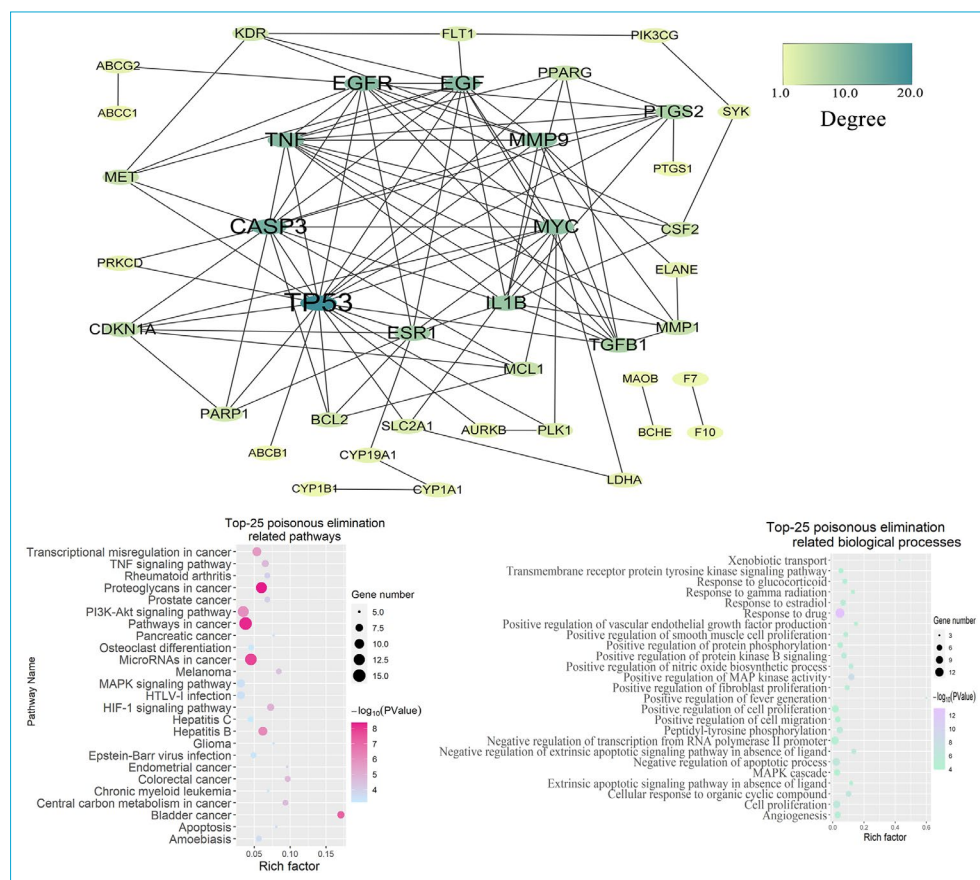 KDR
FLT1
PIK3CG
ABCG2
EGFR
EGF
PPARG
PTGS2
SYK
ABCC1
1.0 10.0 20.0
Degree
TNF
MMP9
PTGS1
MET
CASP3
MYC
CSF2
PRKCD
ELANE
TP53
IL1B
CDKN1A
ESR1
TGFB1
MMP1
MCL1
MAOB
F7
PARP1
BCL2
SLC2A1
AURKB
PLK1
BCHE
F10
ABCB1
CYP19A1
LDHA
CYP1B1
CYP1A1
Top-25 poisonous elimination
related pathways
Pathway Name
Transcriptional misregulation in cancer
TNF signaling pathway
Rheumatoid arthritis
Proteoglycans in cancer
Prostate cancer
PI3K-Akt signaling pathway
Pathways in cancer
Pancreatic cancer
Osteoclast differentiation
MicroRNAs in cancer
Melanoma
MAPK signaling pathway
HTLV-I infection
HIF-1 signaling pathway
Hepatitis C
Hepatitis B
Glioma
Epstein-Barr virus infection
Endometrial cancer
Colorectal cancer
Chronic myeloid leukemia
Central carbon metabolism in cancer
Bladder cancer
Apoptosis
Amoebiasis
0.05 0.10 0.15
Rich factor
Gene number
5.0
7.5
10.0
12.5
15.0
−log10(PValue)
8
7
6
5
4
Top-25 poisonous elimination
related biological processes
Xenobiotic transport
Transmembrane receptor protein tyrosine kinase signaling pathway
Response to glucocorticoid
Response to gamma radiation
Response to estradiol
Response to drug
Positive regulation of vascular endothelial growth factor production
Positive regulation of smooth muscle cell proliferation
Positive regulation of protein phosphorylation
Positive regulation of protein kinase B signaling
Positive regulation of nitric oxide biosynthetic process
Positive regulation of MAP kinase activity
Positive regulation of fibroblast proliferation
Positive regulation of fever generation
Positive regulation of cell proliferation
Positive regulation of cell migration
Peptidyl-tyrosine phosphorylation
Negative regulation of transcription from RNA polymerase II promoter
Negative regulation of extrinsic apoptotic signaling pathway in absence of ligand
Negative regulation of apoptotic process
MAPK cascade
Extrinsic apoptotic signaling pathway in absence of ligand
Cellular response to organic cyclic compound
Cell proliferation
Angiogenesis
0.0 0.2 0.4 0.6
Rich factor
Gene number
3
6
9
12
−log10(PValue)
12
10
8
6
4